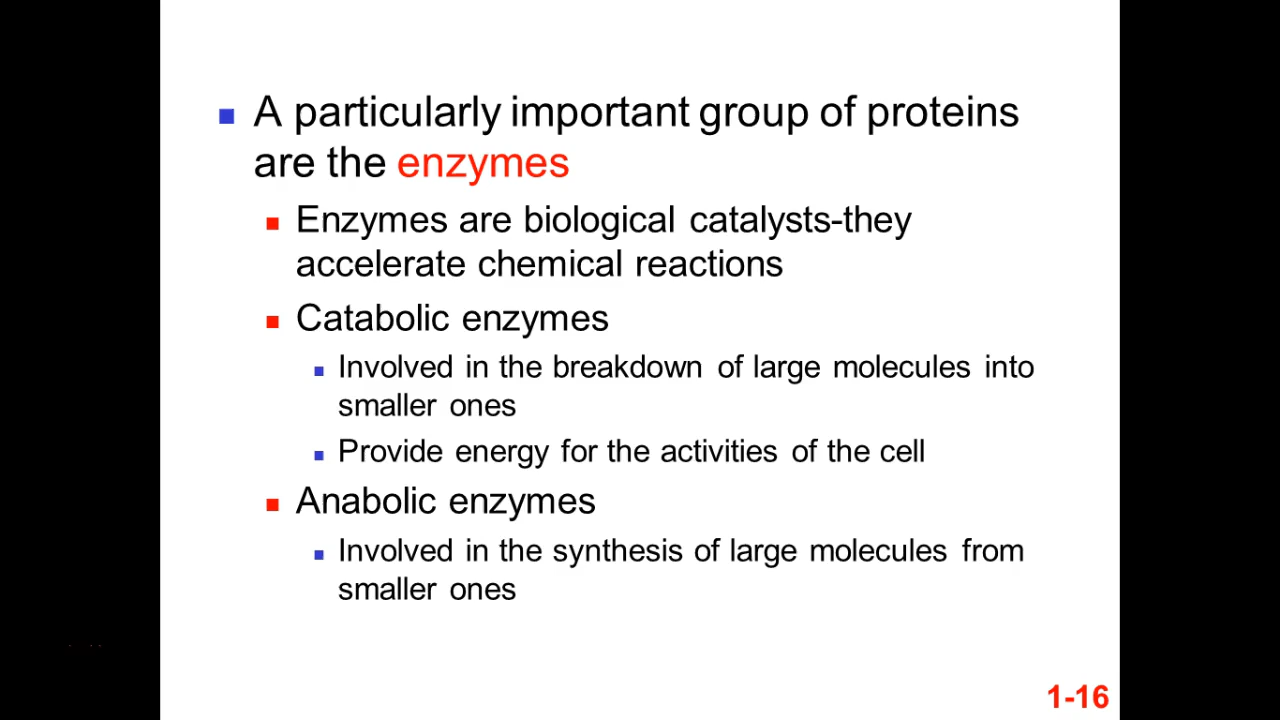 A particularly important group of proteins
are the enzymes
Enzymes are biological catalysts-they
accelerate chemical reactions
Catabolic enzymes
Involved in the breakdown of large molecules into
smaller ones
Provide energy for the activities of the cell
Anabolic enzymes
Involved in the synthesis of large molecules from
smaller ones
1-16